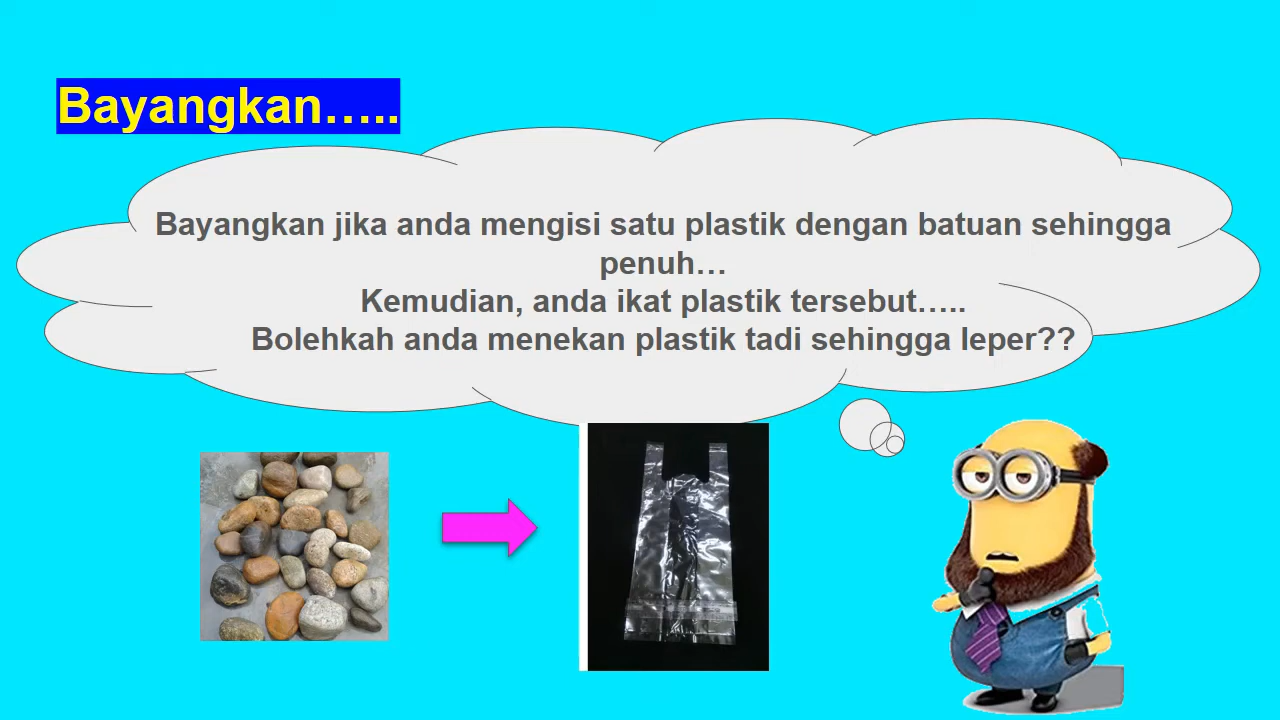 Bayangkan…..
Bayangkan jika anda mengisi satu plastik dengan batuan sehingga
penuh…
Kemudian, anda ikat plastik tersebut…..
Bolehkah anda menekan plastik tadi sehingga leper??